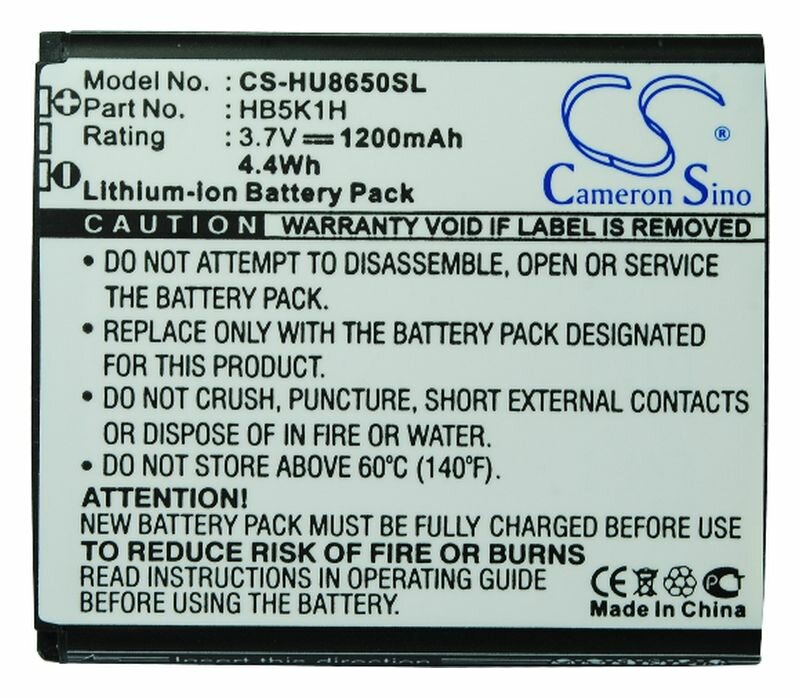 Model No. : CS-HU8650SL
Part No. : HB5K1H
Rating : 3.7V⎓1200mAh
4.4Wh
Lithium-Ion Battery Pack
CS®
Cameron Sino
CAUTION WARRANTY VOID IF LABEL IS REMOVED
• DO NOT ATTEMPT TO DISASSEMBLE, OPEN OR SERVICE
THE BATTERY PACK.
• REPLACE ONLY WITH THE BATTERY PACK DESIGNATED
FOR THIS PRODUCT.
• DO NOT CRUSH, PUNCTURE, SHORT EXTERNAL CONTACTS
OR DISPOSE OF IN FIRE OR WATER.
• DO NOT STORE ABOVE 60°C (140°F).
ATTENTION!
NEW BATTERY PACK MUST BE FULLY CHARGED BEFORE USE
TO REDUCE RISK OF FIRE OR BURNS
READ INSTRUCTIONS IN OPERATING GUIDE BEFORE
USING THE BATTERY.
CE
Made In China
Insert this direction